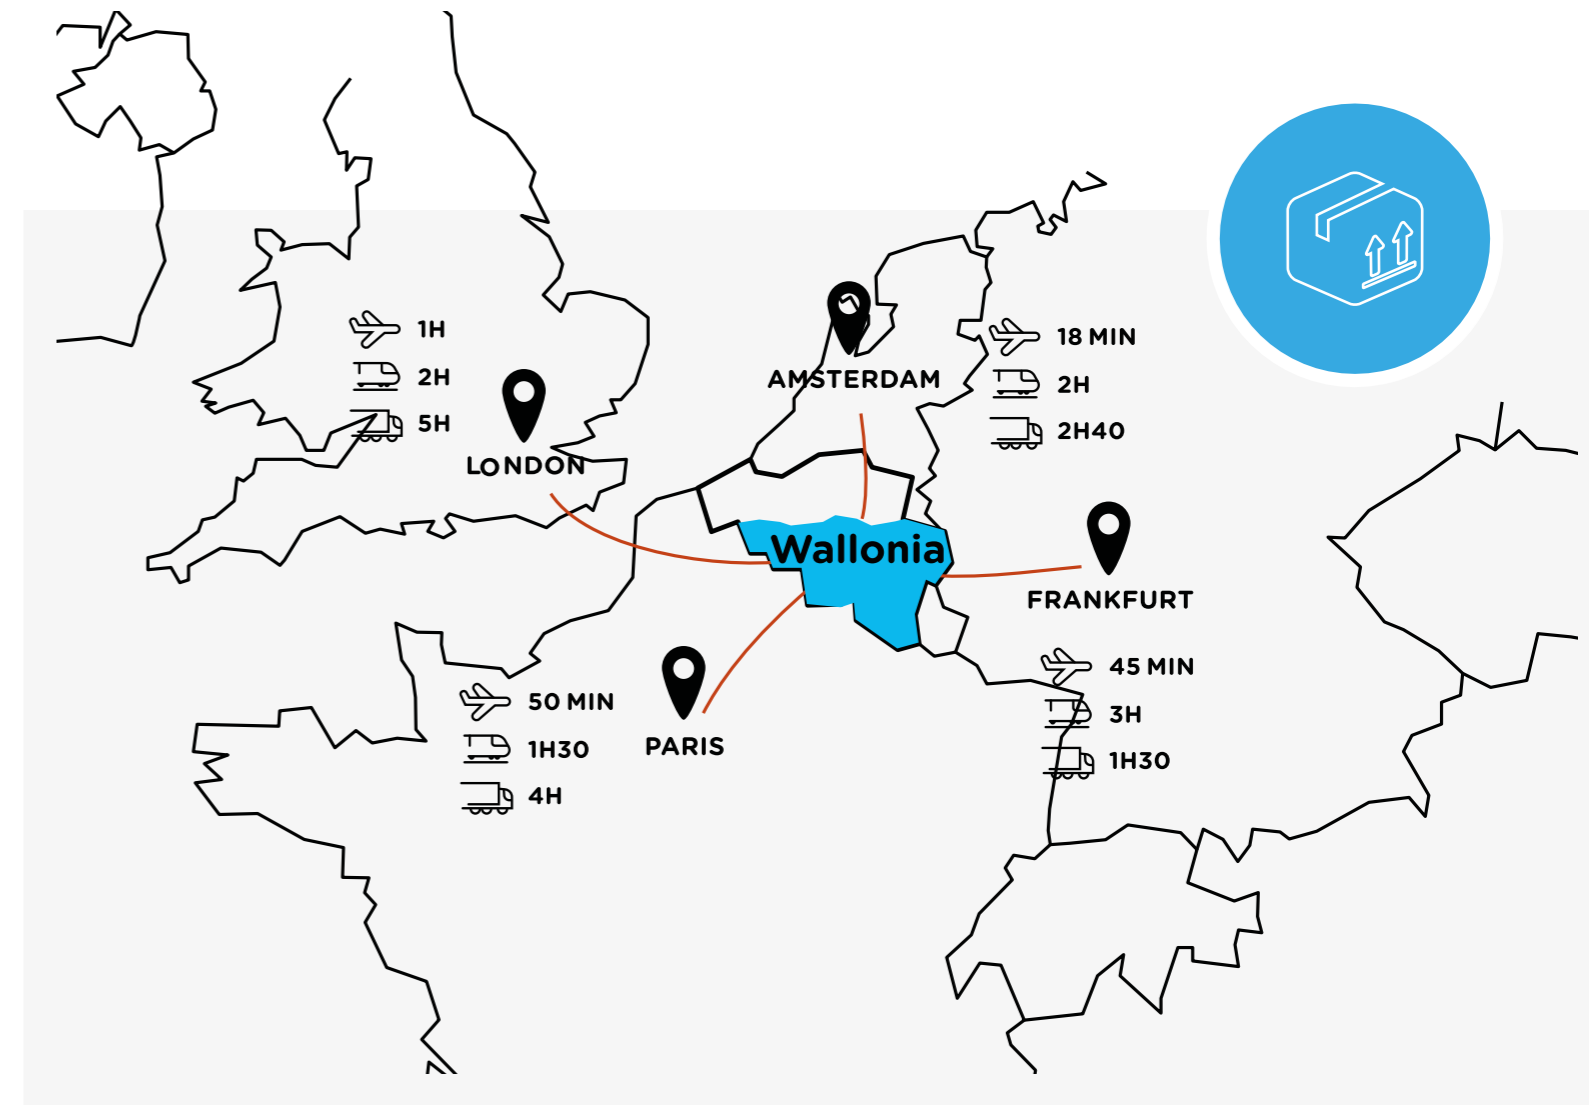 1H
2H
5H
LONDON
AMSTERDAM
18 MIN
2H
2H40
Wallonia
FRANKFURT
45 MIN
3H
1H30
50 MIN
1H30
4H
PARIS